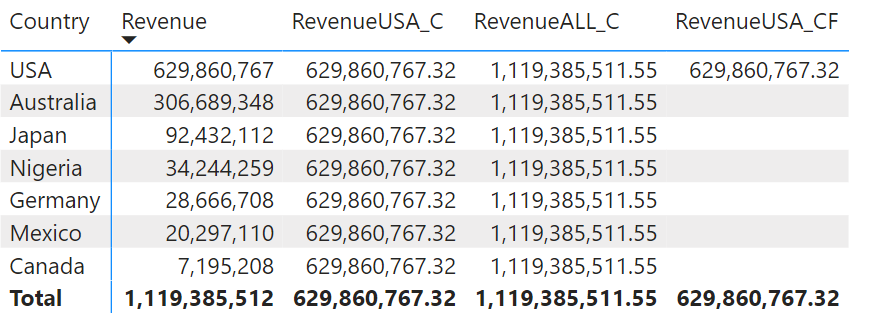 Country Revenue RevenueUSA_C RevenueALL_C RevenueUSA_CF
USA 629,860,767 629,860,767.32 1,119,385,511.55 629,860,767.32
Australia 306,689,348 629,860,767.32 1,119,385,511.55
Japan 92,432,112 629,860,767.32 1,119,385,511.55
Nigeria 34,244,259 629,860,767.32 1,119,385,511.55
Germany 28,666,708 629,860,767.32 1,119,385,511.55
Mexico 20,297,110 629,860,767.32 1,119,385,511.55
Canada 7,195,208 629,860,767.32 1,119,385,511.55
Total 1,119,385,512 629,860,767.32 1,119,385,511.55 629,860,767.32